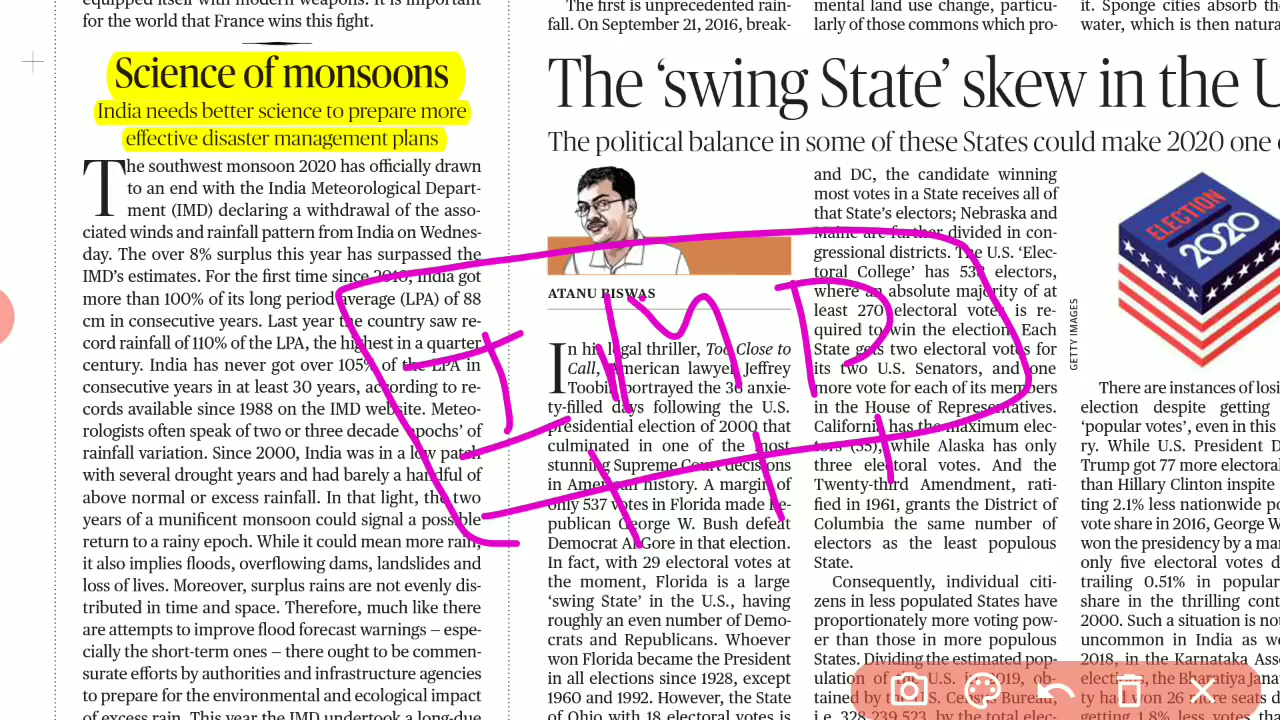 equipped itself with modern weapons. It is important
for the world that France wins this fight.
Science of monsoons
India needs better science to prepare more
effective disaster management plans
The southwest monsoon 2020 has officially drawn
to an end with the India Meteorological Depart-
ment (IMD) declaring a withdrawal of the asso-
ciated winds and rainfall pattern from India on Wednes-
day. The over 8% surplus this year has surpassed the
IMD's estimates. For the first time since 2010, India got
more than 100% of its long period average (LPA) of 88
cm in consecutive years. Last year the country saw re-
cord rainfall of 110% of the LPA, the highest in a quarter
century. India has never got over 105% of the LPA in
consecutive years in at least 30 years, according to re-
cords available since 1988 on the IMD website. Meteo-
rologists often speak of two or three decade 'epochs' of
rainfall variation. Since 2000, India was in a low patch
with several drought years and had barely a handful of
above normal or excess rainfall. In that light, the two
years of a munificent monsoon could signal a possible
return to a rainy epoch. While it could mean more rain,
it also implies floods, overflowing dams, landslides and
loss of lives. Moreover, surplus rains are not evenly dis-
tributed in time and space. Therefore, much like there
are attempts to improve flood forecast warnings – espe-
cially the short-term ones – there ought to be commen-
surate efforts by authorities and infrastructure agencies
to prepare for the environmental and ecological impact
of excess rain. This year the IMD undertook a long-due
The first is unprecedented rain-
fall. On September 21, 2016, break-
mental land use change, particu-
larly of those commons which pro-
it. Sponge cities absorb the
water, which is then
The 'swing State' skew in the
The political balance in some of these States could make 2020 one
ATANU BISWAS
In his legal thriller, Too Close to
Call, American lawyer Jeffrey
Toobin portrayed the 36 anxie-
ty-filled days following the U.S.
presidential election of 2000 that
culminated in one of the most
stunning Supreme Court decisions
in American history. A margin of
only 537 votes in Florida made Re-
publican George W. Bush defeat
Democrat Al Gore in that election.
In fact, with 29 electoral votes at
the moment, Florida is a large
'swing State' in the U.S., having
roughly an even number of Demo-
crats and Republicans. Whoever
won Florida became the President
in all elections since 1928, except
1960 and 1992. However, the State
of Ohio with 18 electoral votes is
and DC, the candidate winning
most votes in a State receives all of
that State's electors; Nebraska and
Maine are further divided in con-
gressional districts. The U.S. 'Elec-
toral College' has 538 electors,
where an absolute majority of at
least 270 electoral votes is re-
quired to win the election. Each
State gets two electoral votes for
its two U.S. Senators, and one
more vote for each of its members
in the House of Representatives.
California has the maximum elec-
tors (55), while Alaska has only
three electoral votes. And the
Twenty-third Amendment, rati-
fied in 1961, grants the District of
Columbia the same number of
electors as the least populous
State.
Consequently, individual citi-
zens in less populated States have
proportionately more voting pow-
er than those in more populous
States. Dividing the estimated pop-
ulation of the U.S. in 2019, ob-
tained by the U.S. Census Bureau,
i.e. 328,239,523, by the total elec-
ELECTION
2020
GETTY IMAGES
There are instances of
election despite getting
'popular votes', even in this
ry. While U.S. President
Trump got 77 more
than Hillary Clinton inspite
ting 2.1% less nationwide
vote share in 2016, George W
won the presidency by a
only five electoral votes
trailing 0.51% in
share in the thrilling
2000. Such a situation is
uncommon in India as
2018, in the Karnataka
elections, the Bharatiya
ty had won 26 more seats
getting 1.8% less votes
IMP